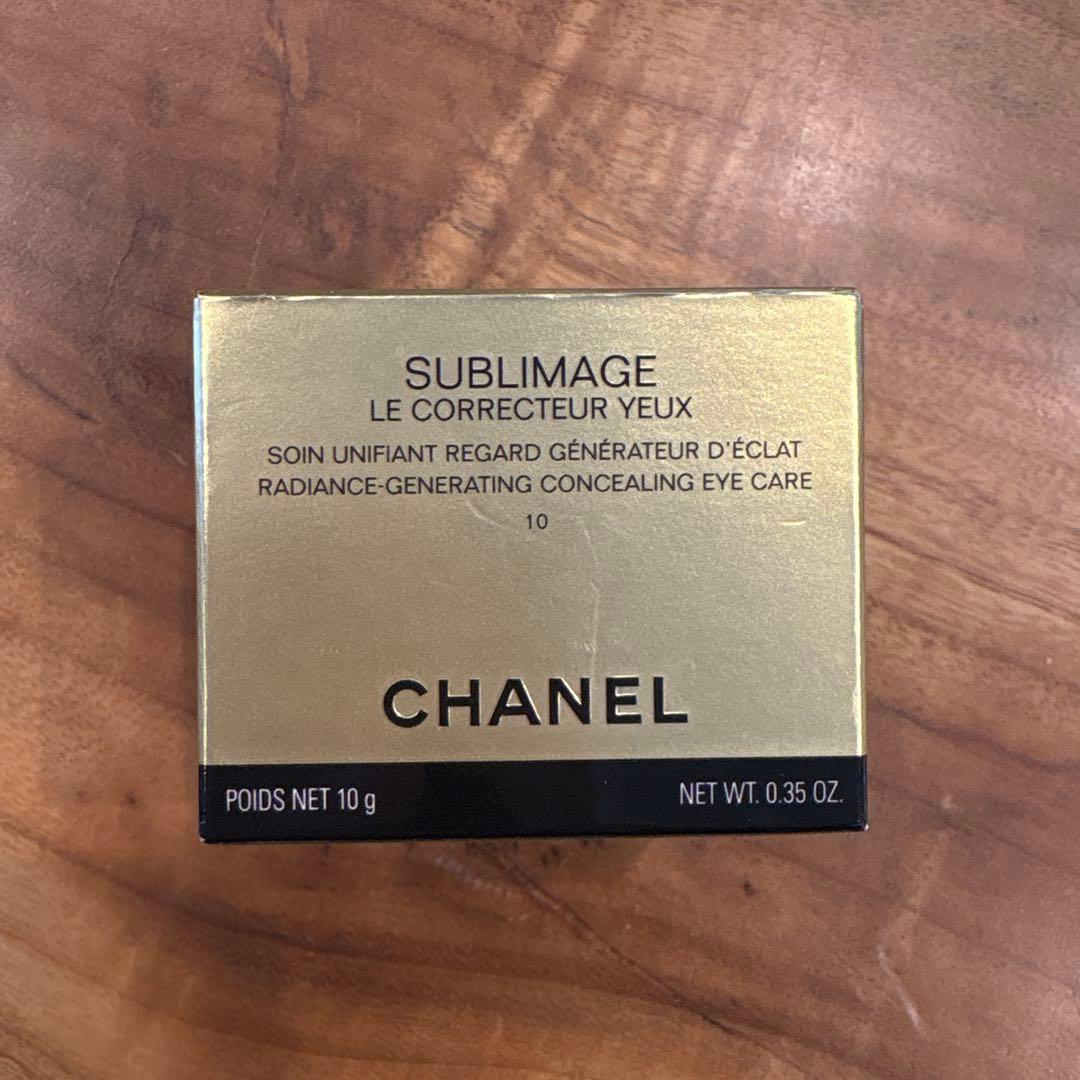 SUBLIMAGE
LE CORRECTEUR YEUX
SOIN UNIFIANT REGARD GÉNÉRATEUR D'ÉCLAT
RADIANCE-GENERATING CONCEALING EYE CARE
10
CHANEL
POIDS NET 10 g
NET WT. 0.35 OZ.